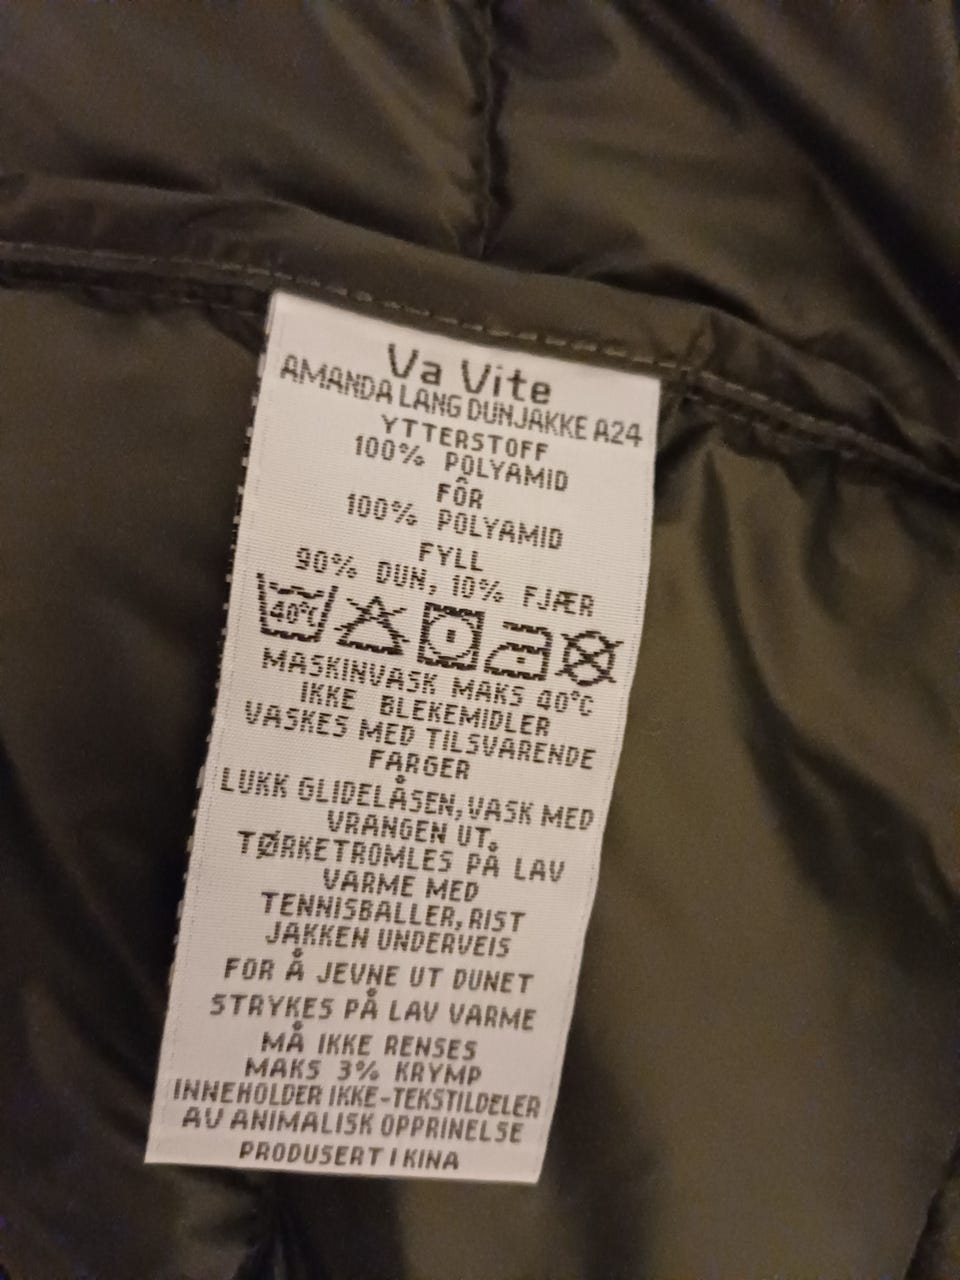 Va Vite
AMANDA LANG DUNJAKKE A24
YTTERSTOFF
100% POLYAMID
FÔR
100% POLYAMID
FYLL
90% DUN, 10% FJÆR
40°C
MASKINVASK MAKS 40°C
IKKE BLEKEMIDLER
VASKES MED TILSVARENDE
FARGER
LUKK GLIDELÅSEN, VASK MED
VRANGEN UT.
TØRKETROMLES PÅ LAV
VARME MED
TENNISBALLER, RIST
JAKKEN UNDERVEIS
FOR Å JEVNE UT DUNET
STRYKES PÅ LAV VARME
MÅ IKKE RENSES
MAKS 3% KRYMP
INNEHOLDER IKKE-TEKSTILDELER
AV ANIMALISK OPPRINELSE
PRODUSERT I KINA